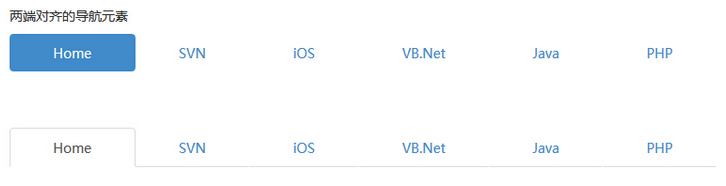 两端对齐的导航元素
Home SVN iOS VB.Net Java PHP
Home SVN iOS VB.Net Java PHP